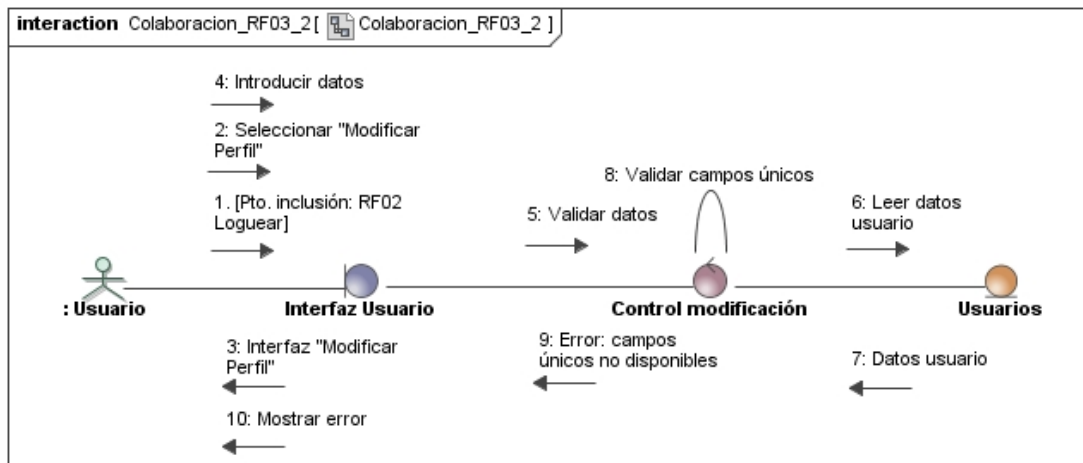 interaction Colaboracion_RF03_2[ Colaboracion_RF03_2 ]
4: Introducir datos
2: Seleccionar "Modificar
Perfil"
1. [Pto. inclusión: RF02
Loguear]
5: Validar datos
8: Validar campos únicos
6: Leer datos
usuario
: Usuario
Interfaz Usuario
Control modificación
Usuarios
3: Interfaz "Modificar
Perfil"
9: Error: campos
únicos no disponibles
7: Datos usuario
10: Mostrar error